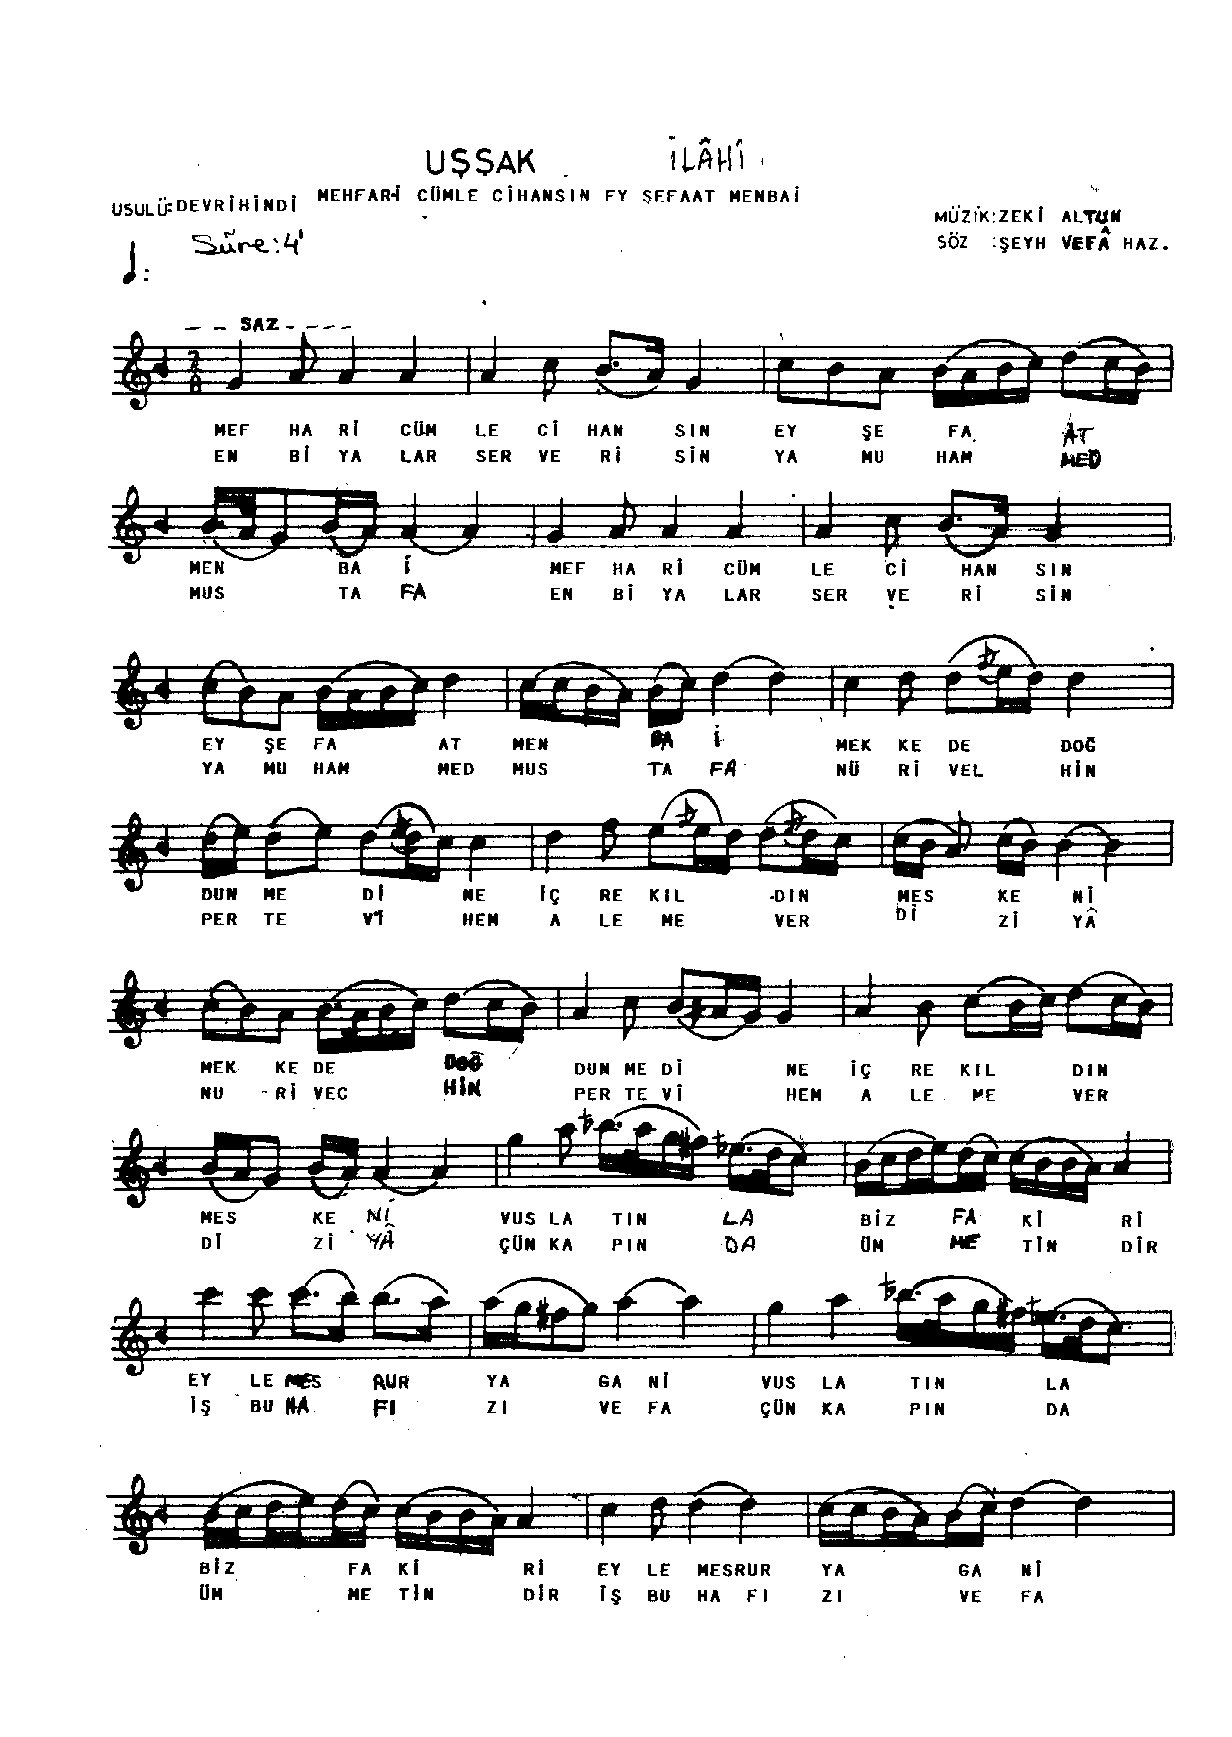 UŞŞAK İLÂHİ
MEHFAR-İ CÜMLE CİHANSIN EY ŞEFAAT MENBAİ
USULÜ:DEVRİHİNDİ
MÜZİK:ZEKİ ALTUN
Süre:4'
SÖZ :ŞEYH VEFÂ HAZ.
SAZ
7
8
MEF HA Rİ CÜM LE Cİ HAN SIN EY ŞE FA AT
EN Bİ YA LAR SER VE Rİ SİN YA MU HAM MED
MEN BA İ MEF HA Rİ CÜM LE Cİ HAN SIN
MUS TA FA EN Bİ YA LAR SER VE Rİ SİN
EY ŞE FA AT MEN BA İ MEK KE DE DOĞ
YA MU HAM MED MUS TA FA NÜ Rİ VEL HİN
DUN ME Dİ NE İÇ RE KIL DIN MES KE Nİ
PER TE Vİ HEM A LE ME VER Dİ Zİ YÂ
MEK KE DE DOĞ DUN ME Dİ NE İÇ RE KIL DIN
NU Rİ VEC HİN PER TE Vİ HEM A LE ME VER
MES KE Nİ VUS LA TIN LA BİZ FA Kİ Rİ
Dİ Zİ YÂ ÇÜN KA PIN DA ÜM ME TİN DİR
EY LE MES RUR YA GA Nİ VUS LA TIN LA
İŞ BU HA FI ZI VE FA ÇÜN KA PIN DA
BİZ FA Kİ Rİ EY LE MESRUR YA GA Nİ
ÜM ME TİN DİR İŞ BU HA FI ZI VE FA